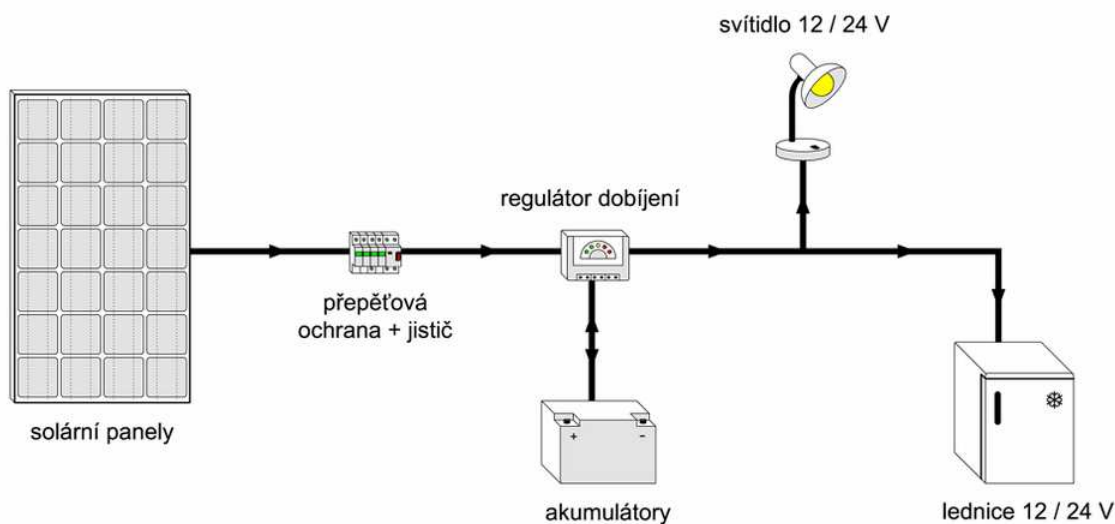 svítidlo 12 / 24 V
regulátor dobíjení
přepěťová
ochrana + jistič
+ −
solární panely
akumulátory
lednice 12 / 24 V